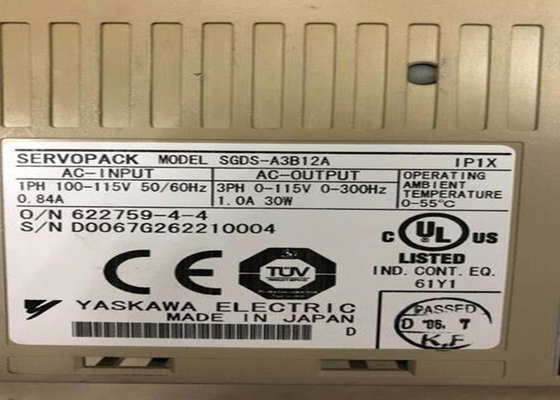 SERVOPACK MODEL SGDS-A3B12A IP1X
AC-INPUT AC-OUTPUT OPERATING
AMBIENT
TEMPERATURE
0-55°C
1PH 100-115V 50/60Hz 3PH 0-115V 0-300Hz
0.84A 1.0A 30W
O/N 622759-4-4
S/N D0067G262210004
CE TÜV
C UL US
LISTED
IND. CONT. EQ.
61Y1
YASKAWA ELECTRIC
MADE IN JAPAN
D
PASSED
D '06. 7
K.F